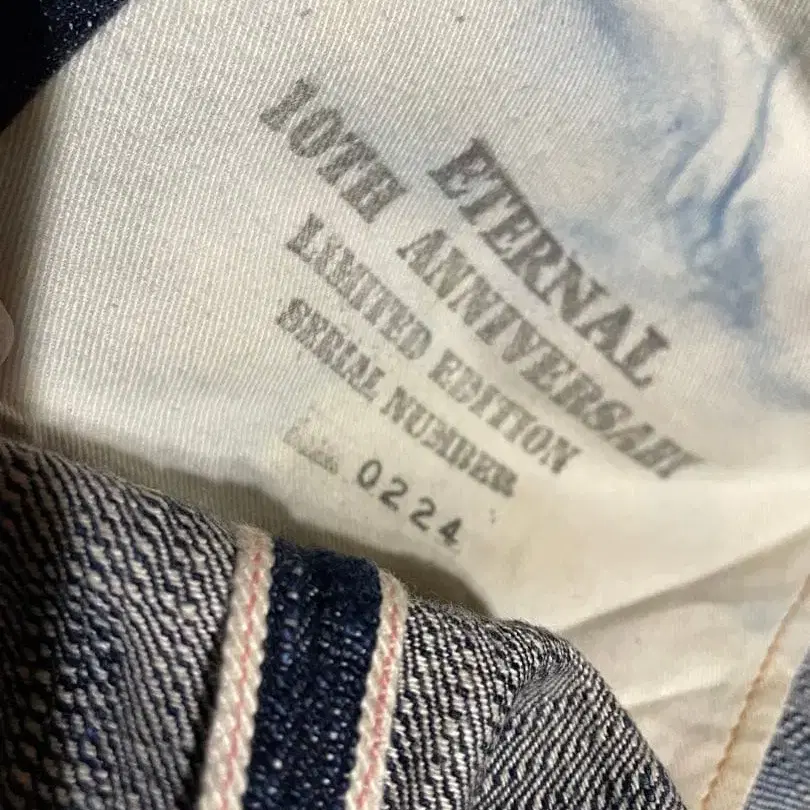 ETERNAL
10TH ANNIVERSARY
LIMITED EDITION
SERIAL NUMBER
0224